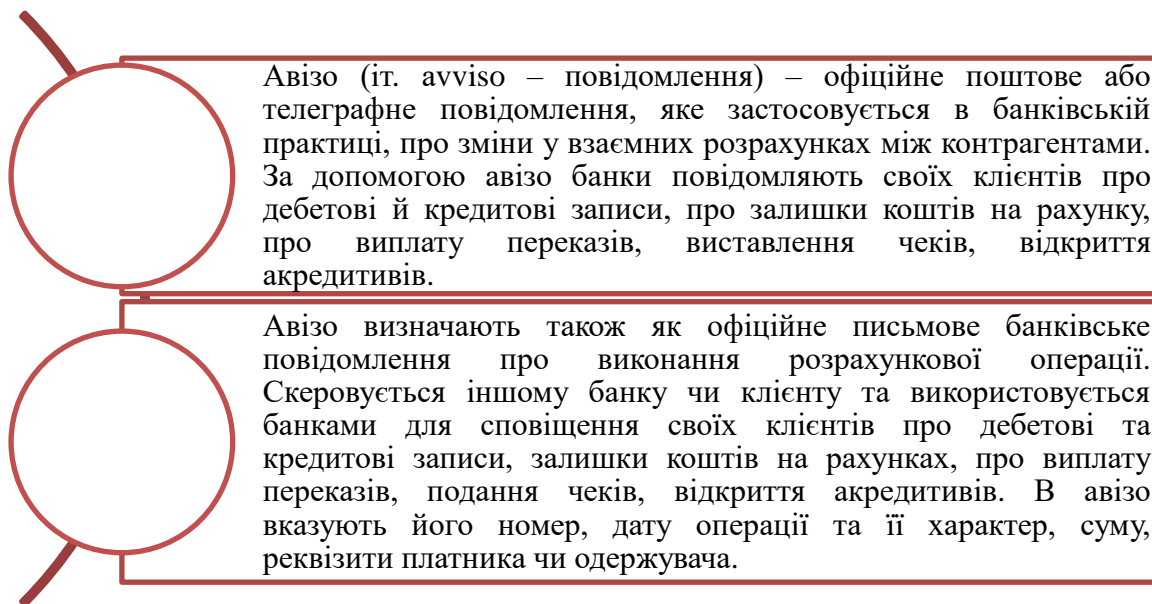 Авізо (іт. avviso – повідомлення) – офіційне поштове або
телеграфне повідомлення, яке застосовується в банківській
практиці, про зміни у взаємних розрахунках між контрагентами.
За допомогою авізо банки повідомляють своїх клієнтів про
дебетові й кредитові записи, про залишки коштів на рахунку,
про виплату переказів, виставлення чеків, відкриття
акредитивів.
Авізо визначають також як офіційне письмове банківське
повідомлення про виконання розрахункової операції.
Скеровується іншому банку чи клієнту та використовується
банками для сповіщення своїх клієнтів про дебетові та
кредитові записи, залишки коштів на рахунках, про виплату
переказів, подання чеків, відкриття акредитивів. В авізо
вказують його номер, дату операції та її характер, суму,
реквізити платника чи одержувача.